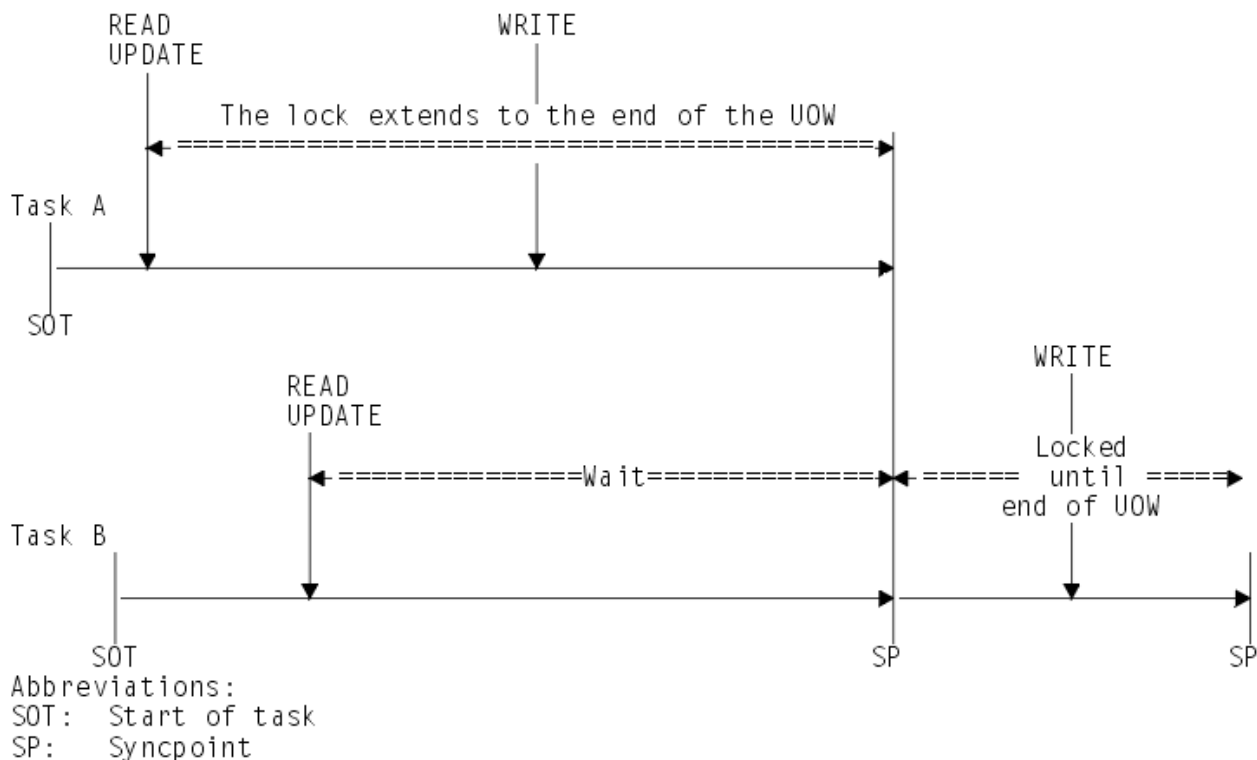 READ
UPDATE
WRITE
The lock extends to the end of the UOW
Task A
SOT
WRITE
READ
UPDATE
Wait
Locked
until
end of UOW
Task B
SOT
SP
SP
Abbreviations:
SOT: Start of task
SP: Syncpoint